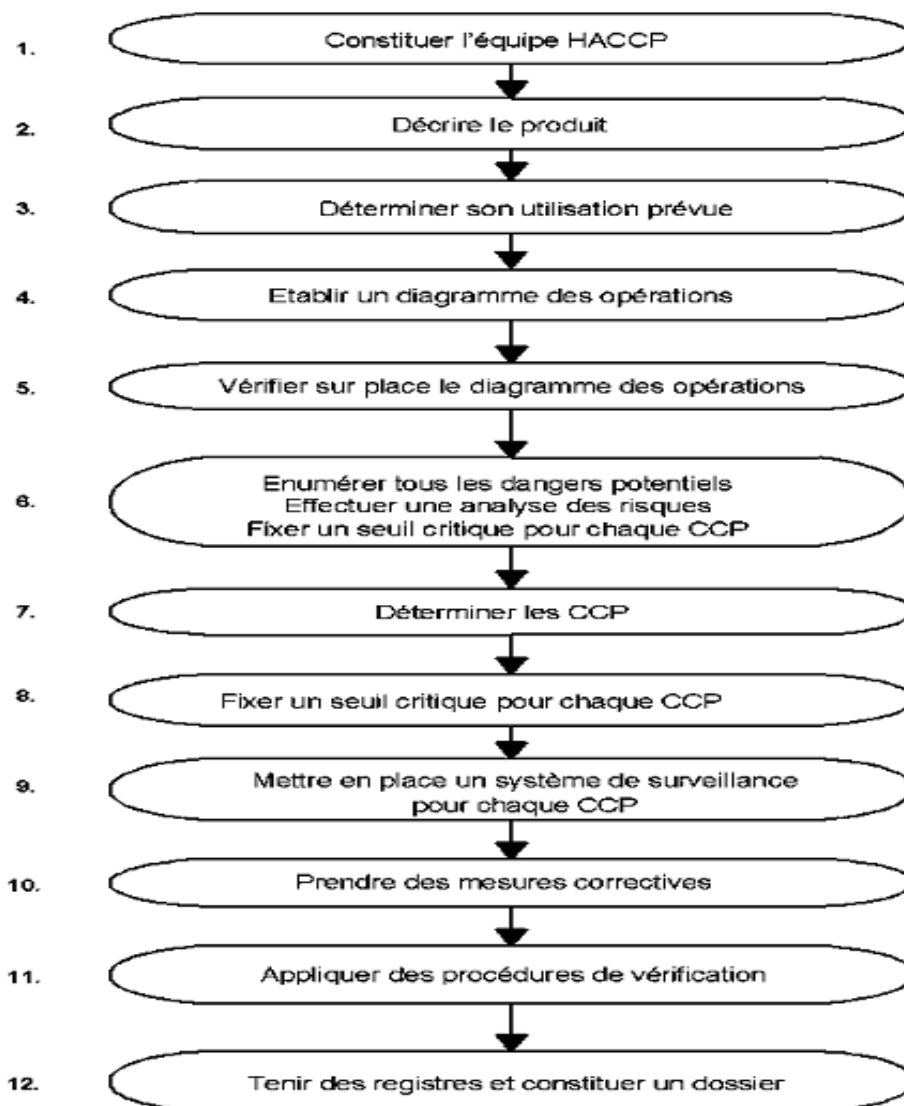 1. Constituer l'équipe HACCP
2. Décrire le produit
3. Déterminer son utilisation prévue
4. Etablir un diagramme des opérations
5. Vérifier sur place le diagramme des opérations
6. Enumérer tous les dangers potentiels
Effectuer une analyse des risques
Fixer un seuil critique pour chaque CCP
7. Déterminer les CCP
8. Fixer un seuil critique pour chaque CCP
9. Mettre en place un système de surveillance
pour chaque CCP
10. Prendre des mesures correctives
11. Appliquer des procédures de vérification
12. Tenir des registres et constituer un dossier